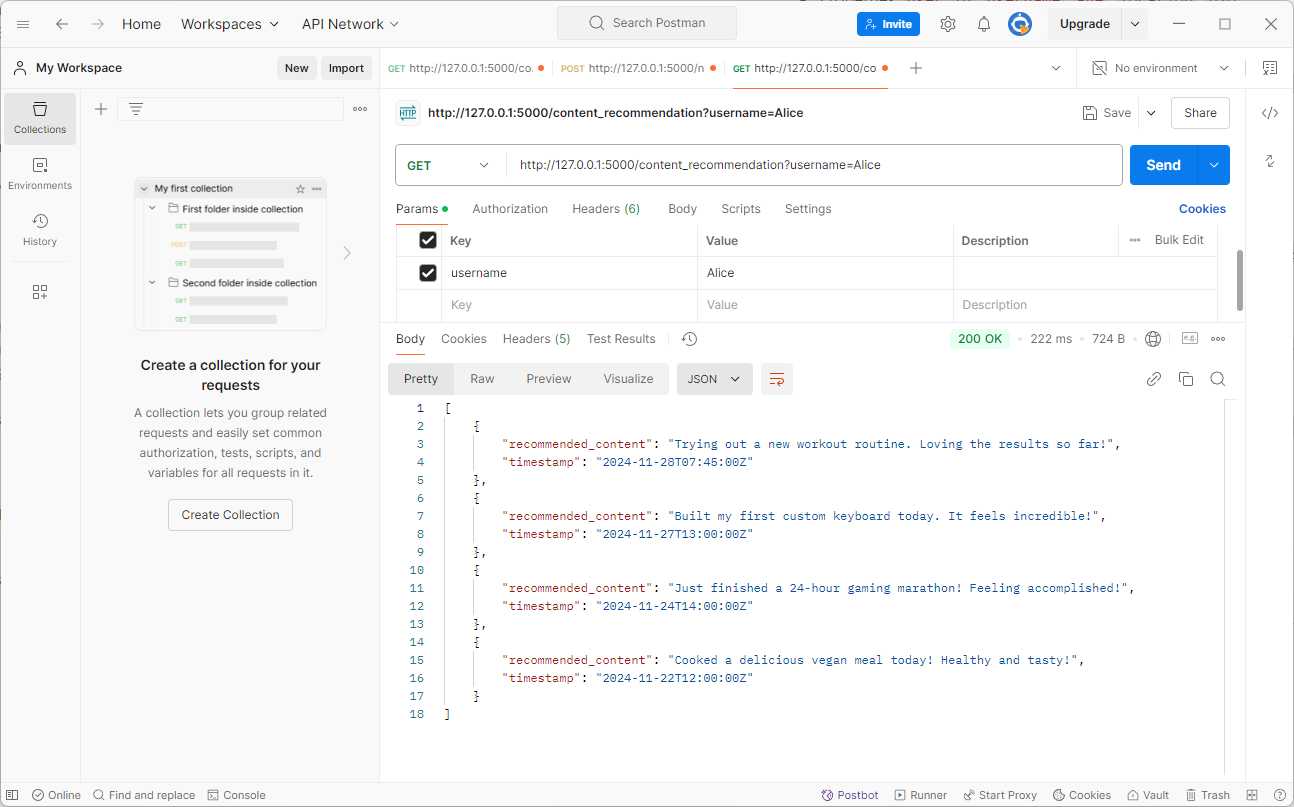 Home Workspaces API Network Search Postman Invite Upgrade
My Workspace New Import GET http://127.0.0.1:5000/co. POST http://127.0.0.1:5000/n GET http://127.0.0.1:5000/co No environment
Collections
Environments
History
My first collection
First folder inside collection
GET
POST
GET
Second folder inside collection
GET
GET
Create a collection for your
requests
A collection lets you group related
requests and easily set common
authorization, tests, scripts, and
variables for all requests in it.
Create Collection
HTTP http://127.0.0.1:5000/content_recommendation?username=Alice Save Share
GET http://127.0.0.1:5000/content_recommendation?username=Alice Send
Params Authorization Headers (6) Body Scripts Settings Cookies
Key Value Description Bulk Edit
username Alice
Key Value Description
Body Cookies Headers (5) Test Results 200 OK 222 ms 724 B e.g.
Pretty Raw Preview Visualize JSON
1 [
2 {
3 "recommended_content": "Trying out a new workout routine. Loving the results so far!",
4 "timestamp": "2024-11-28T07:45:00Z"
5 },
6 {
7 "recommended_content": "Built my first custom keyboard today. It feels incredible!",
8 "timestamp": "2024-11-27T13:00:00Z"
9 },
10 {
11 "recommended_content": "Just finished a 24-hour gaming marathon! Feeling accomplished!",
12 "timestamp": "2024-11-24T14:00:00Z"
13 },
14 {
15 "recommended_content": "Cooked a delicious vegan meal today! Healthy and tasty!",
16 "timestamp": "2024-11-22T12:00:00Z"
17 }
18 ]
Online Find and replace Console Postbot Runner Start Proxy Cookies Vault Trash